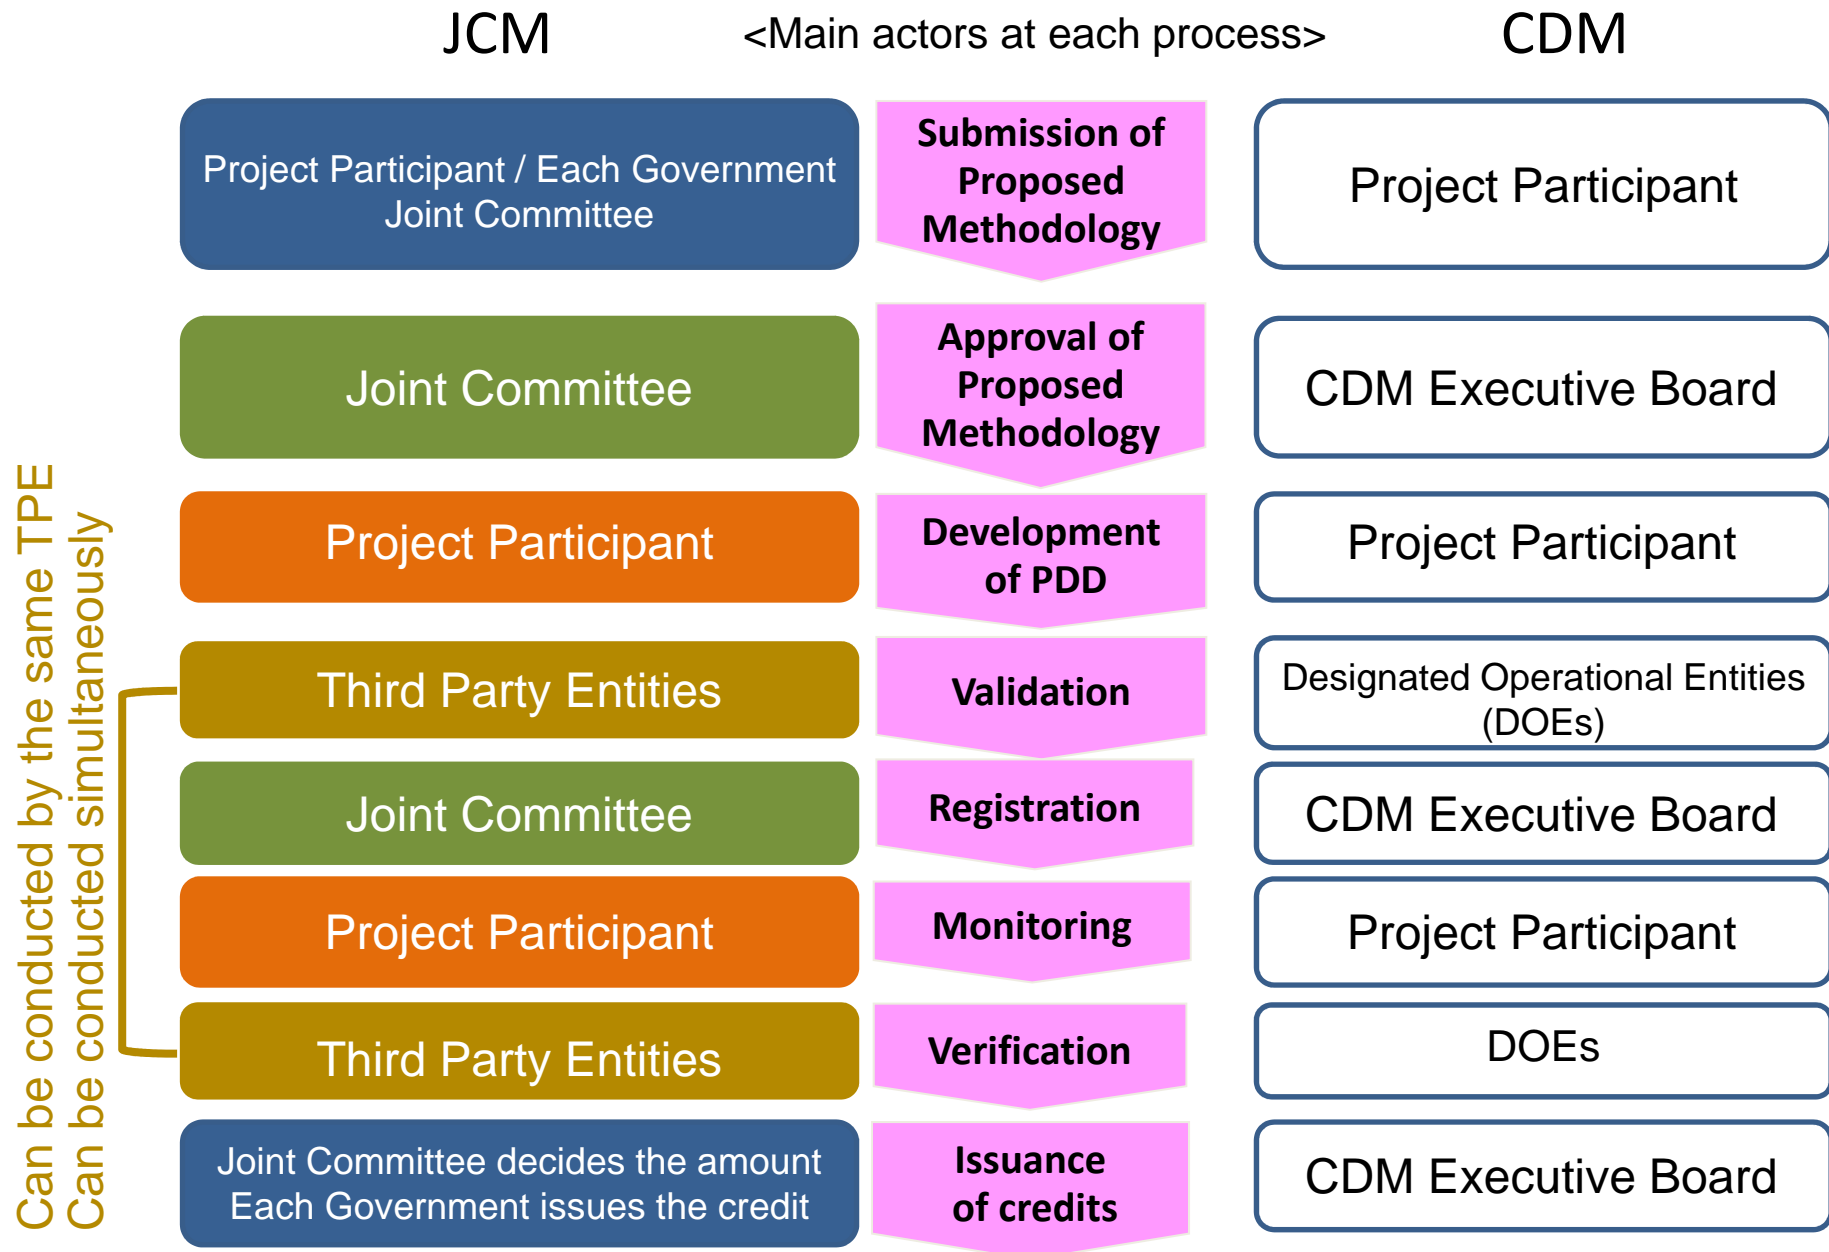 JCM
<Main actors at each process>
CDM
Project Participant / Each Government
Joint Committee
Submission of
Proposed
Methodology
Project Participant
Joint Committee
Approval of
Proposed
Methodology
CDM Executive Board
Project Participant
Development
of PDD
Project Participant
Third Party Entities
Validation
Designated Operational Entities
(DOEs)
Joint Committee
Registration
CDM Executive Board
Project Participant
Monitoring
Project Participant
Third Party Entities
Verification
DOEs
Joint Committee decides the amount
Each Government issues the credit
Issuance
of credits
CDM Executive Board
Can be conducted by the same TPE
Can be conducted simultaneously